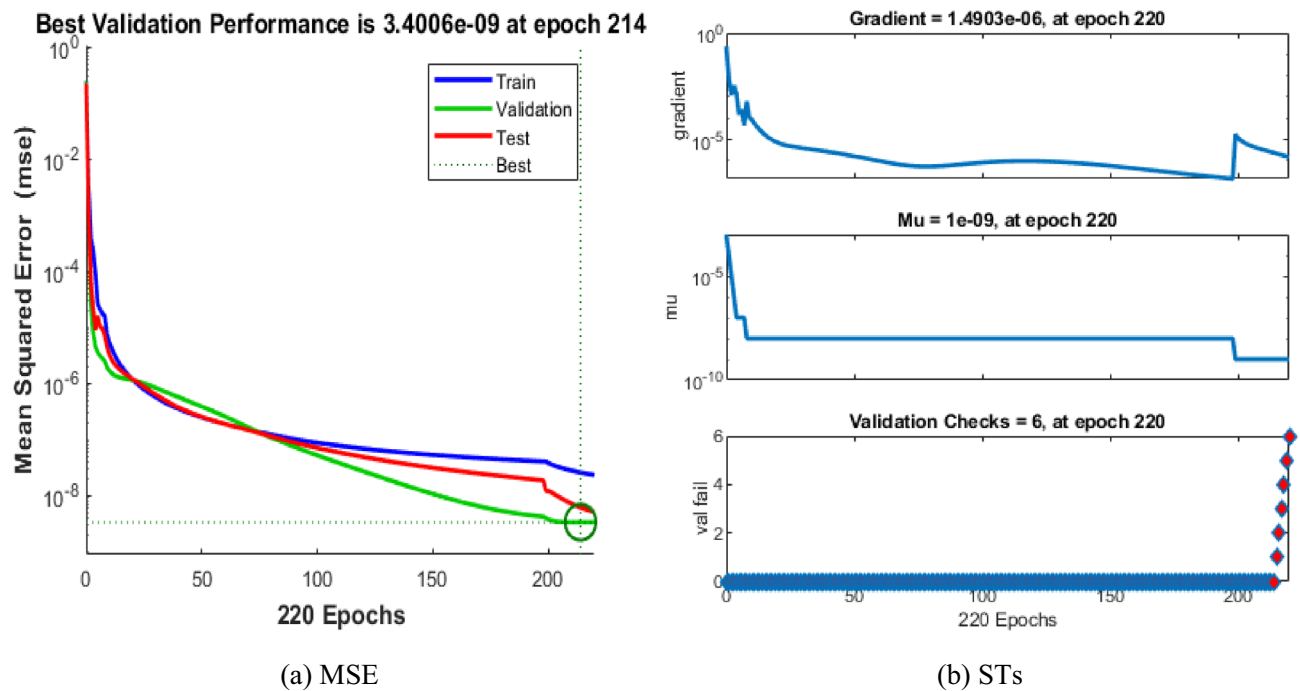 Best Validation Performance is 3.4006e-09 at epoch 214
Mean Squared Error (mse)
10^0
10^-2
10^-4
10^-6
10^-8
Train
Validation
Test
Best
0 50 100 150 200
220 Epochs
(a) MSE
Gradient = 1.4903e-06, at epoch 220
gradient
10^0
10^-5
Mu = 1e-09, at epoch 220
mu
10^-5
10^-10
Validation Checks = 6, at epoch 220
val fail
6
4
2
0
0 50 100 150 200
220 Epochs
(b) STs